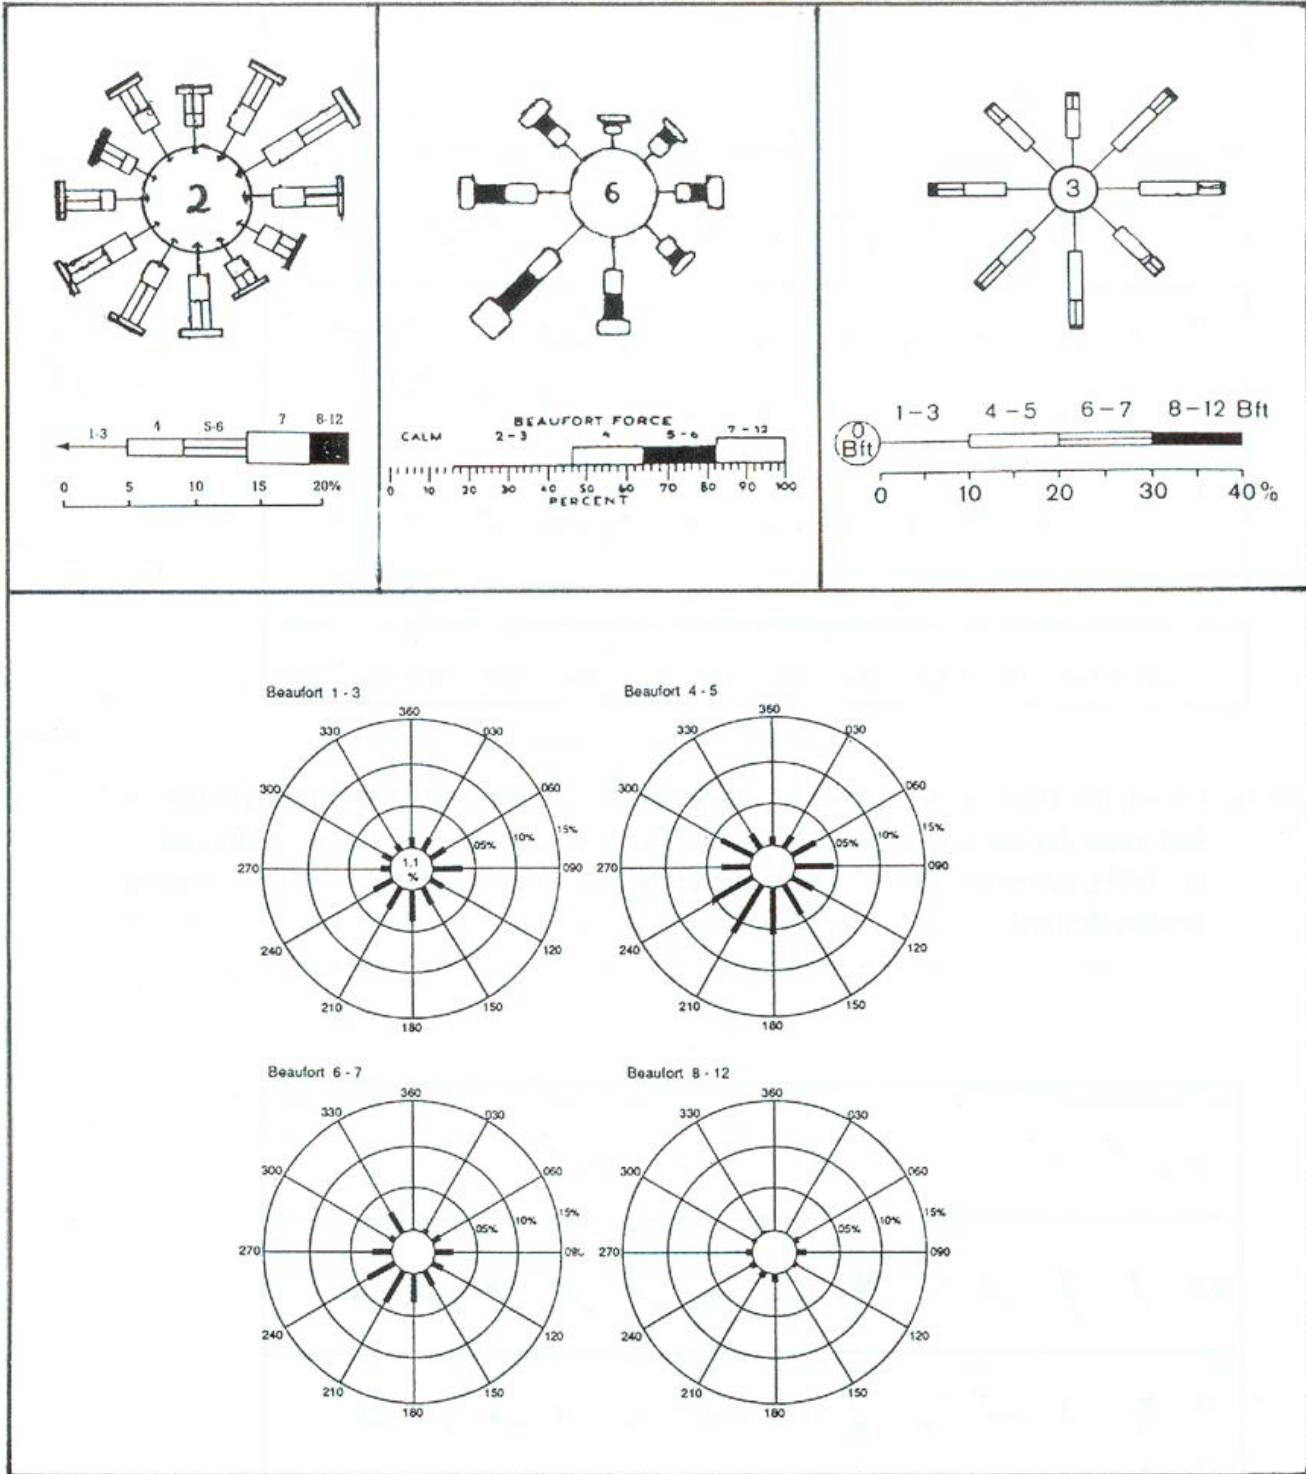 2
1-3 4 5-6 7 8-12
0 5 10 15 20%
6
BEAUFORT FORCE
CALM 2-3 4 5-6 7-12
0 10 20 30 40 50 60 70 80 90 100
PERCENT
3
0 Bft 1-3 4-5 6-7 8-12 Bft
0 10 20 30 40%
Beaufort 1 - 3
360
330 030
300 060
05% 10% 15%
270 1.1 % 090
240 120
210 150
180
Beaufort 4 - 5
360
330 030
300 060
05% 10% 15%
270 090
240 120
210 150
180
Beaufort 6 - 7
360
330 030
300 060
05% 10% 15%
270 090
240 120
210 150
180
Beaufort 8 - 12
360
330 030
300 060
05% 10% 15%
270 090
240 120
210 150
180